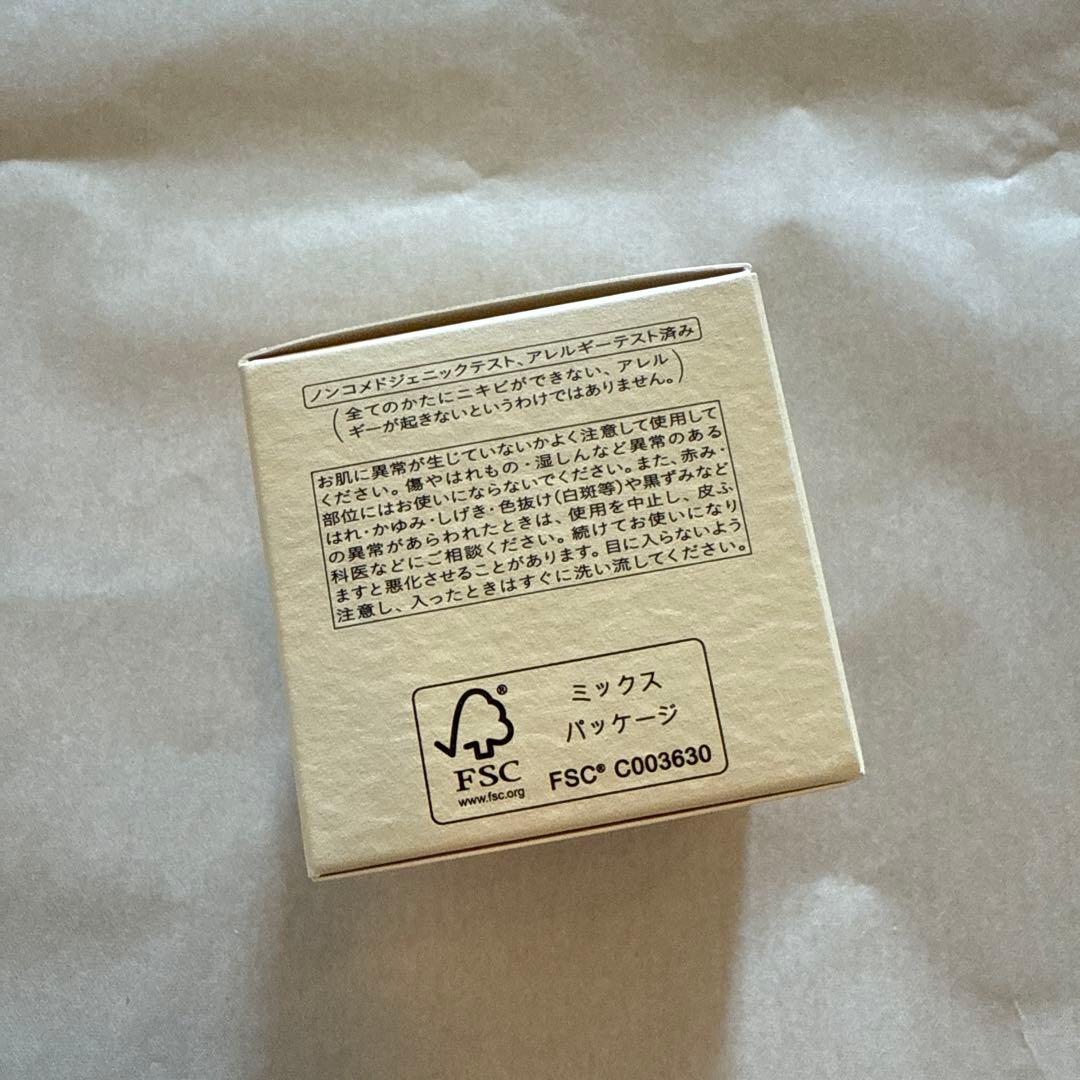 ノンコメドジェニックテスト、アレルギーテスト済み
(全てのかたにニキビができない、アレル
ギーが起きないというわけではありません。)
お肌に異常が生じていないかよく注意して使用して
ください。傷やはれもの・湿しんなど異常のある
部位にはお使いにならないでください。また、赤み・
はれ・かゆみ・しげき・色抜け(白斑等)や黒ずみなど
の異常があらわれたときは、使用を中止し、皮ふ
科医などにご相談ください。続けてお使いになり
ますと悪化させることがあります。目に入らないよう
注意し、入ったときはすぐに洗い流してください。
®
FSC
www.fsc.org
ミックス
パッケージ
FSC® C003630